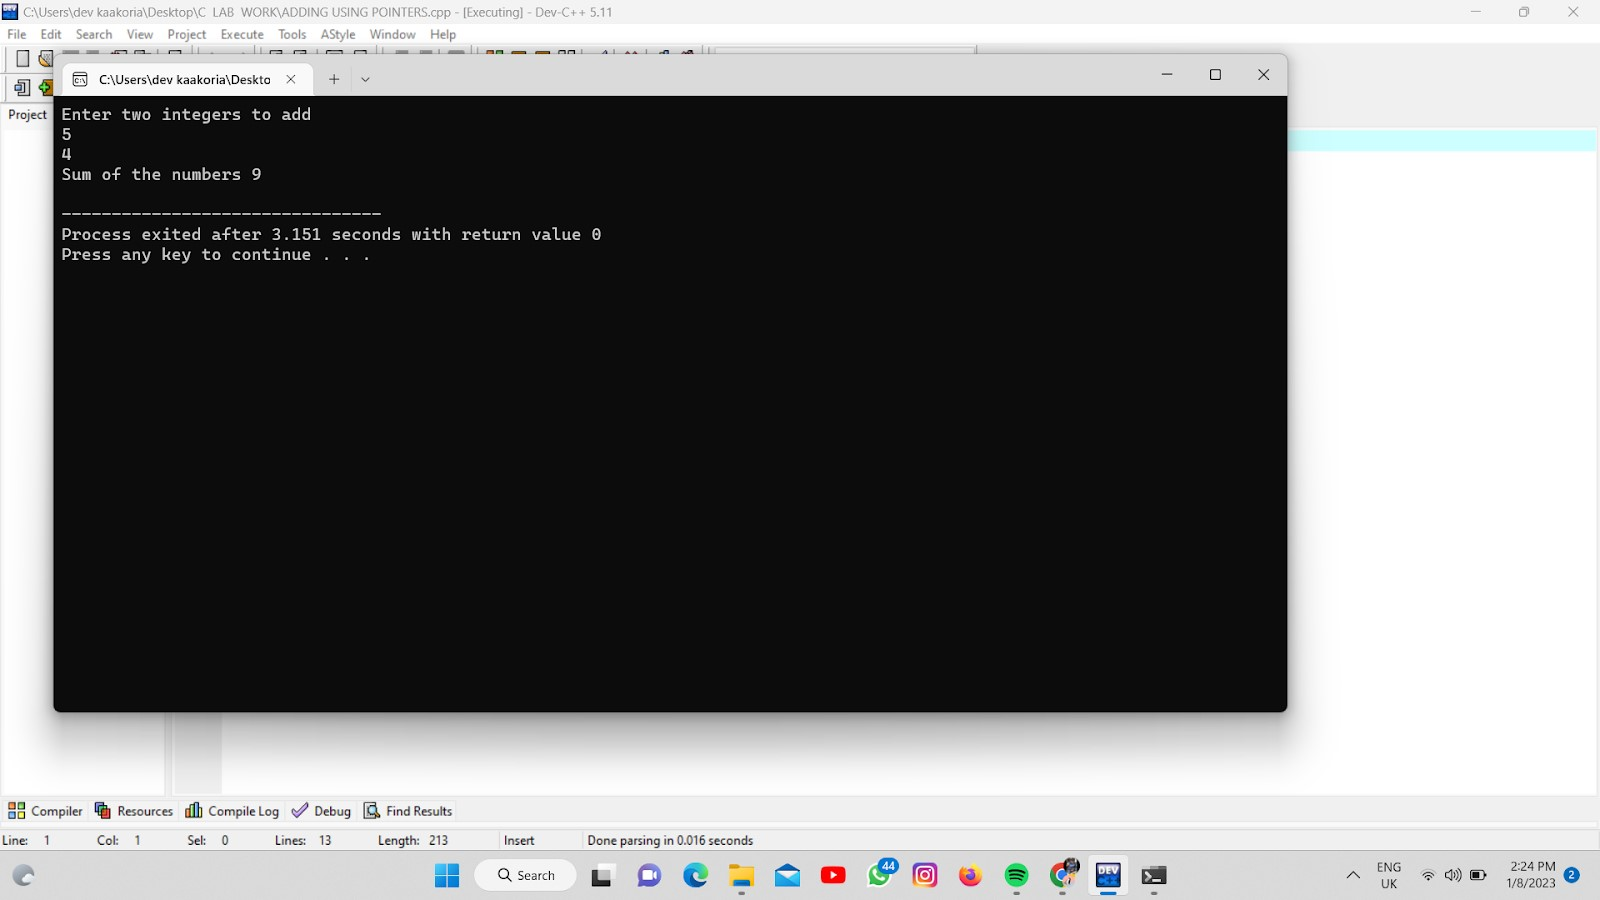 C:\Users\dev kaakoria\Desktop\C  LAB  WORK\ADDING USING POINTERS.cpp - [Executing] - Dev-C++ 5.11
File Edit Search View Project Execute Tools AStyle Window Help
C:\Users\dev kaakoria\Deskto
Project
Enter two integers to add
5
4
Sum of the numbers 9
--------------------------------
Process exited after 3.151 seconds with return value 0
Press any key to continue . . .
Compiler Resources Compile Log Debug Find Results
Line: 1 Col: 1 Sel: 0 Lines: 13 Length: 213 Insert Done parsing in 0.016 seconds
Search
44
DEV
ENG
UK
2:24 PM
1/8/2023
2